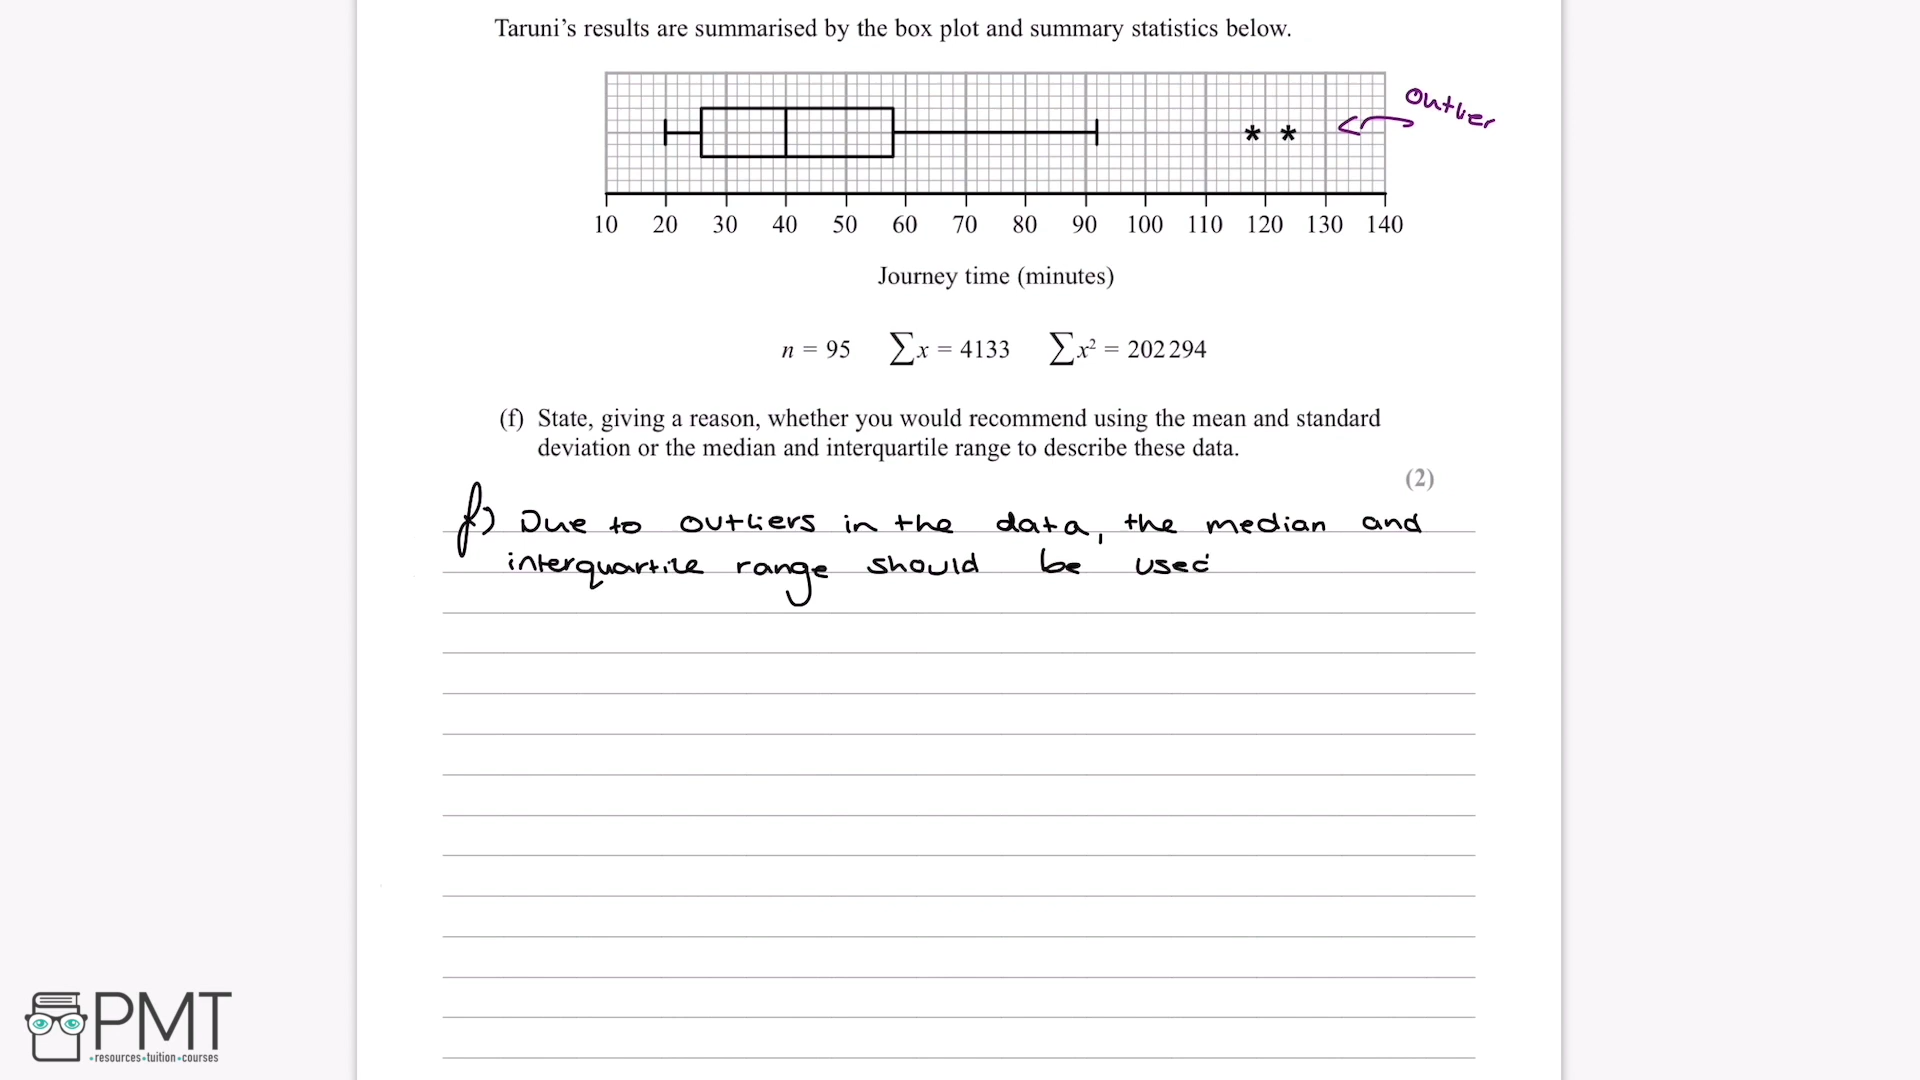 Taruni’s results are summarised by the box plot and summary statistics below.
outlier
* *
10 20 30 40 50 60 70 80 90 100 110 120 130 140
Journey time (minutes)
n = 95 ∑x = 4133 ∑x² = 202 294
(f) State, giving a reason, whether you would recommend using the mean and standard
deviation or the median and interquartile range to describe these data.
(2)
f) Due to outliers in the data, the median and
interquartile range should be used
PMT
•resources•tuition•courses